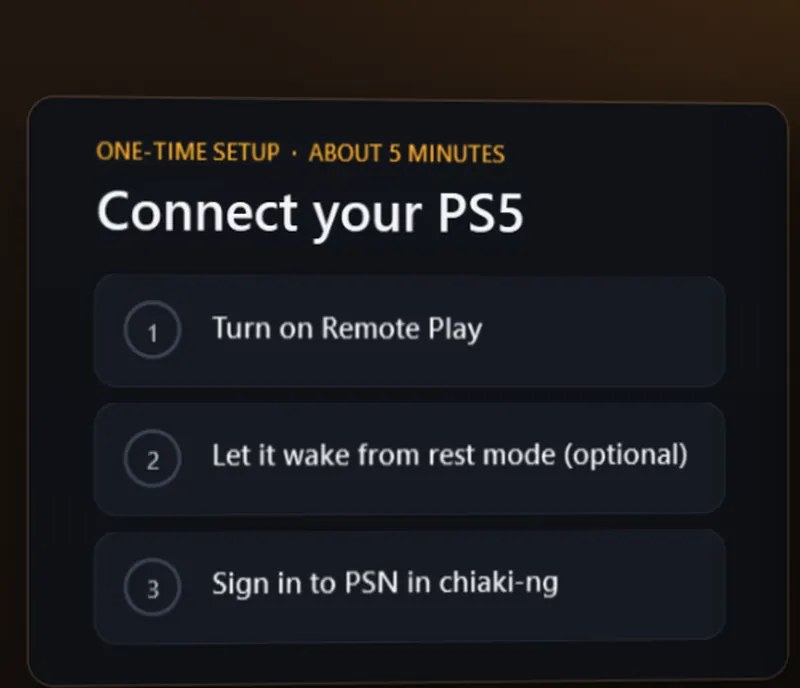 ONE-TIME SETUP · ABOUT 5 MINUTES
Connect your PS5
1 Turn on Remote Play
2 Let it wake from rest mode (optional)
3 Sign in to PSN in chiaki-ng